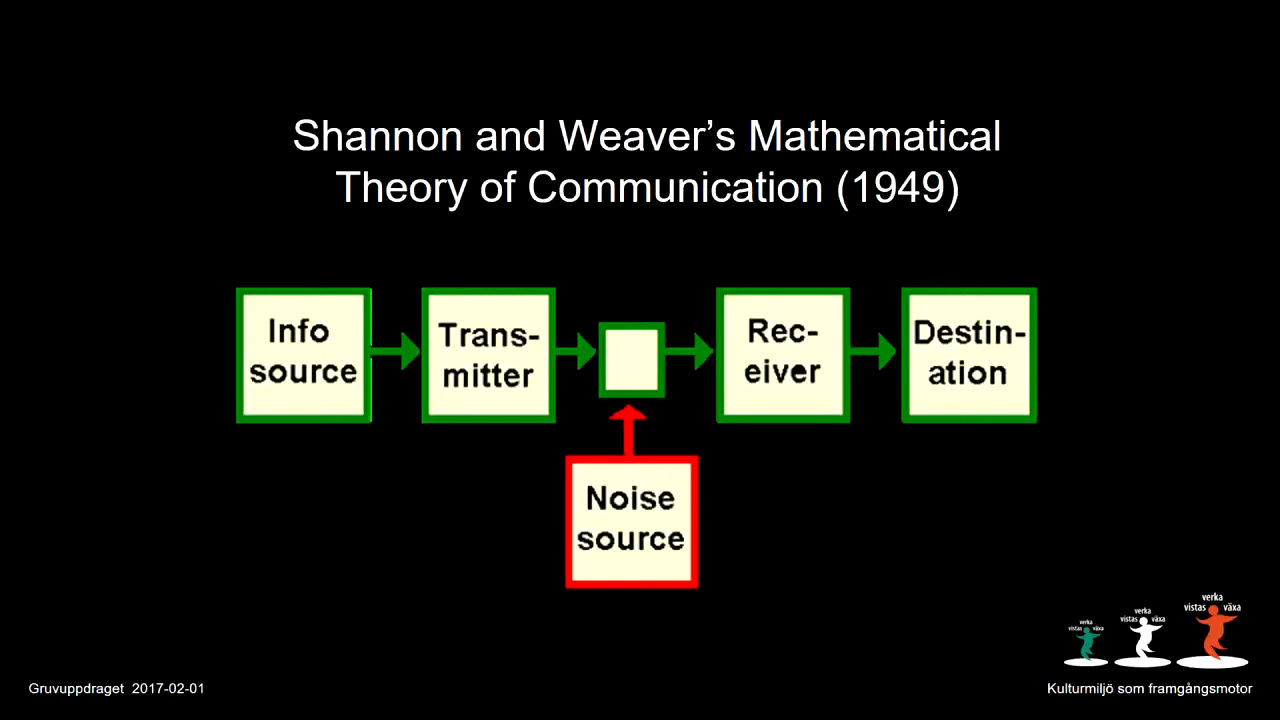 Shannon and Weaver’s Mathematical
Theory of Communication (1949)
Info
source
Trans-
mitter
Rec-
eiver
Destin-
ation
Noise
source
verka
vistas växa
verka
vistas växa
verka
vistas växa
Gruvuppdraget 2017-02-01
Kulturmiljö som framgångsmotor